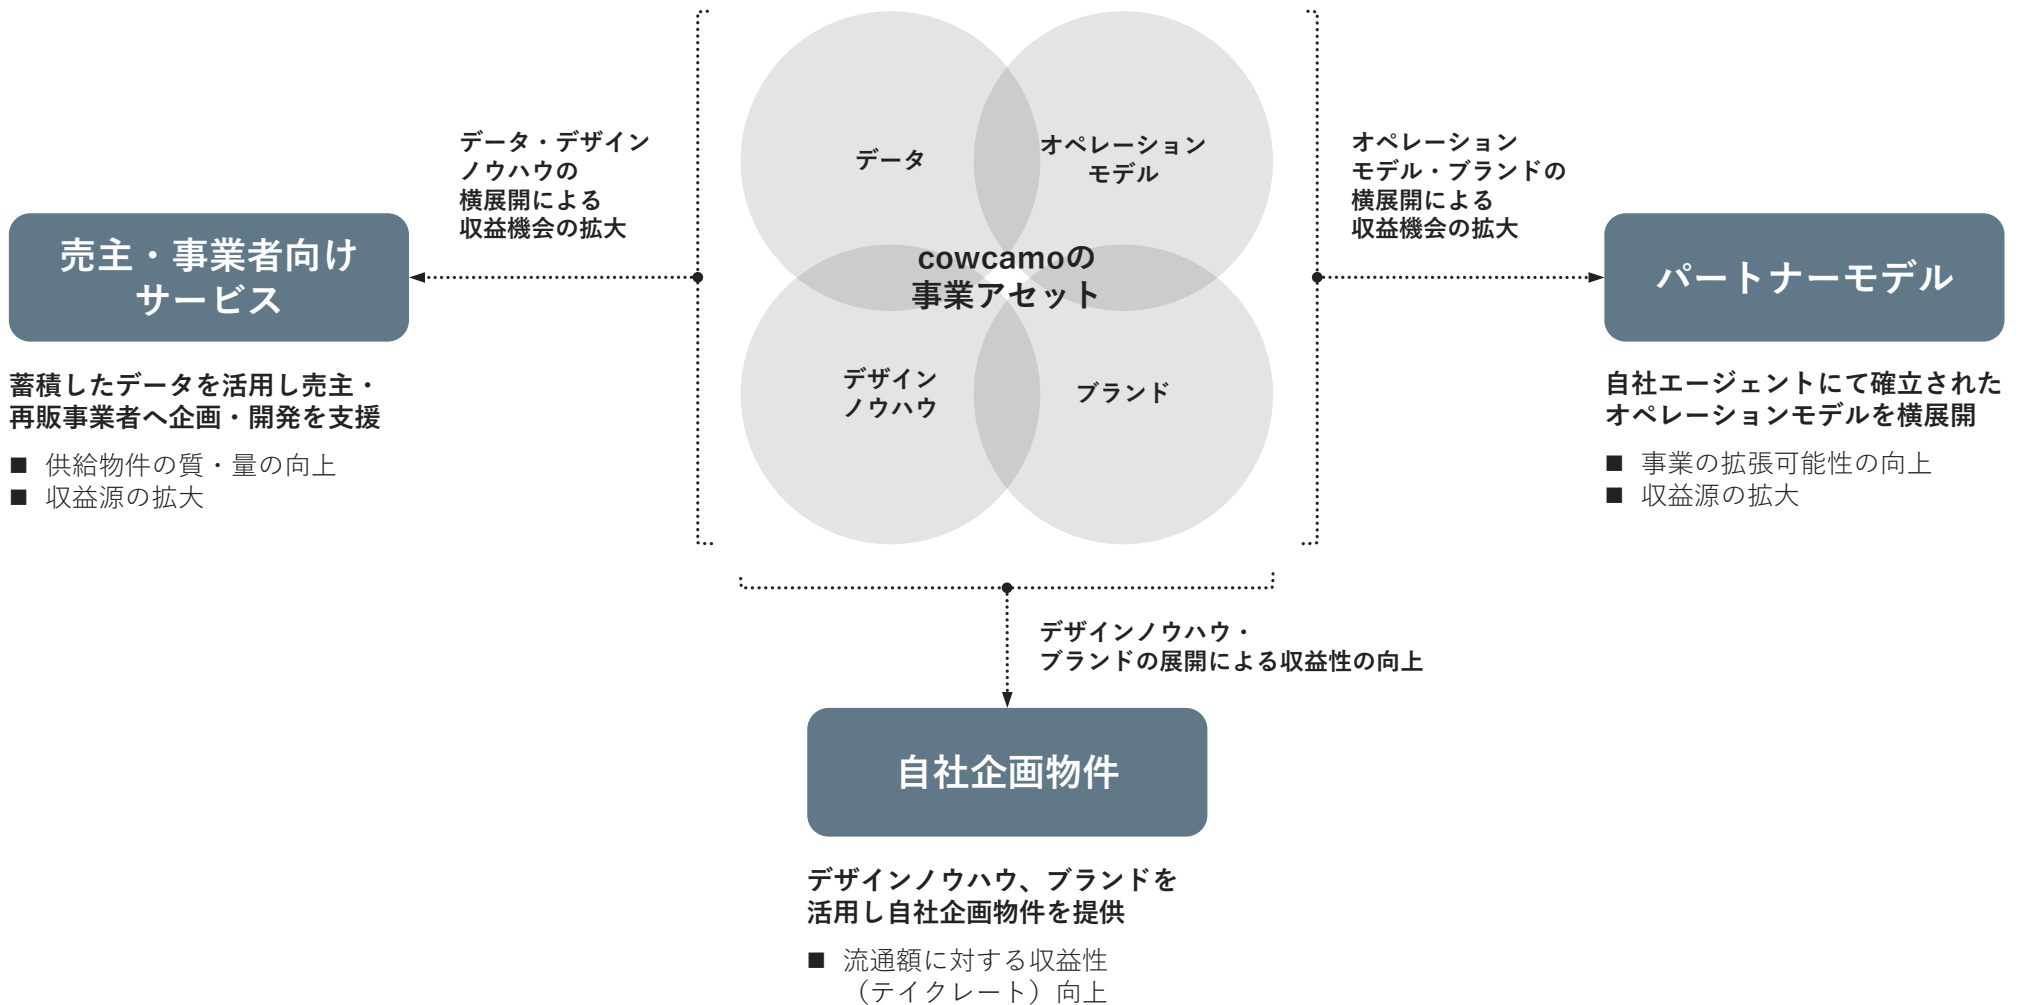 データ
オペレーション
モデル
cowcamoの
事業アセット
デザイン
ノウハウ
ブランド
データ・デザイン
ノウハウの
横展開による
収益機会の拡大
売主・事業者向け
サービス
蓄積したデータを活用し売主・
再販事業者へ企画・開発を支援
■ 供給物件の質・量の向上
■ 収益源の拡大
オペレーション
モデル・ブランドの
横展開による
収益機会の拡大
パートナーモデル
自社エージェントにて確立された
オペレーションモデルを横展開
■ 事業の拡張可能性の向上
■ 収益源の拡大
デザインノウハウ・
ブランドの展開による収益性の向上
自社企画物件
デザインノウハウ、ブランドを
活用し自社企画物件を提供
■ 流通額に対する収益性
（テイクレート）向上